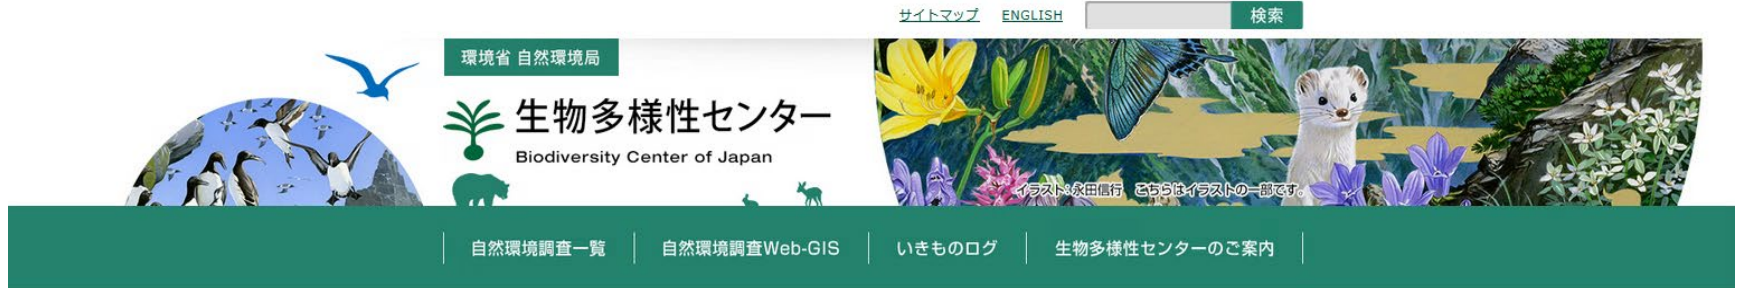 サイトマップ ENGLISH 検索
環境省 自然環境局
生物多様性センター
Biodiversity Center of Japan
イラスト:永田信行 こちらはイラストの一部です。
自然環境調査一覧 自然環境調査Web-GIS いきものログ 生物多様性センターのご案内